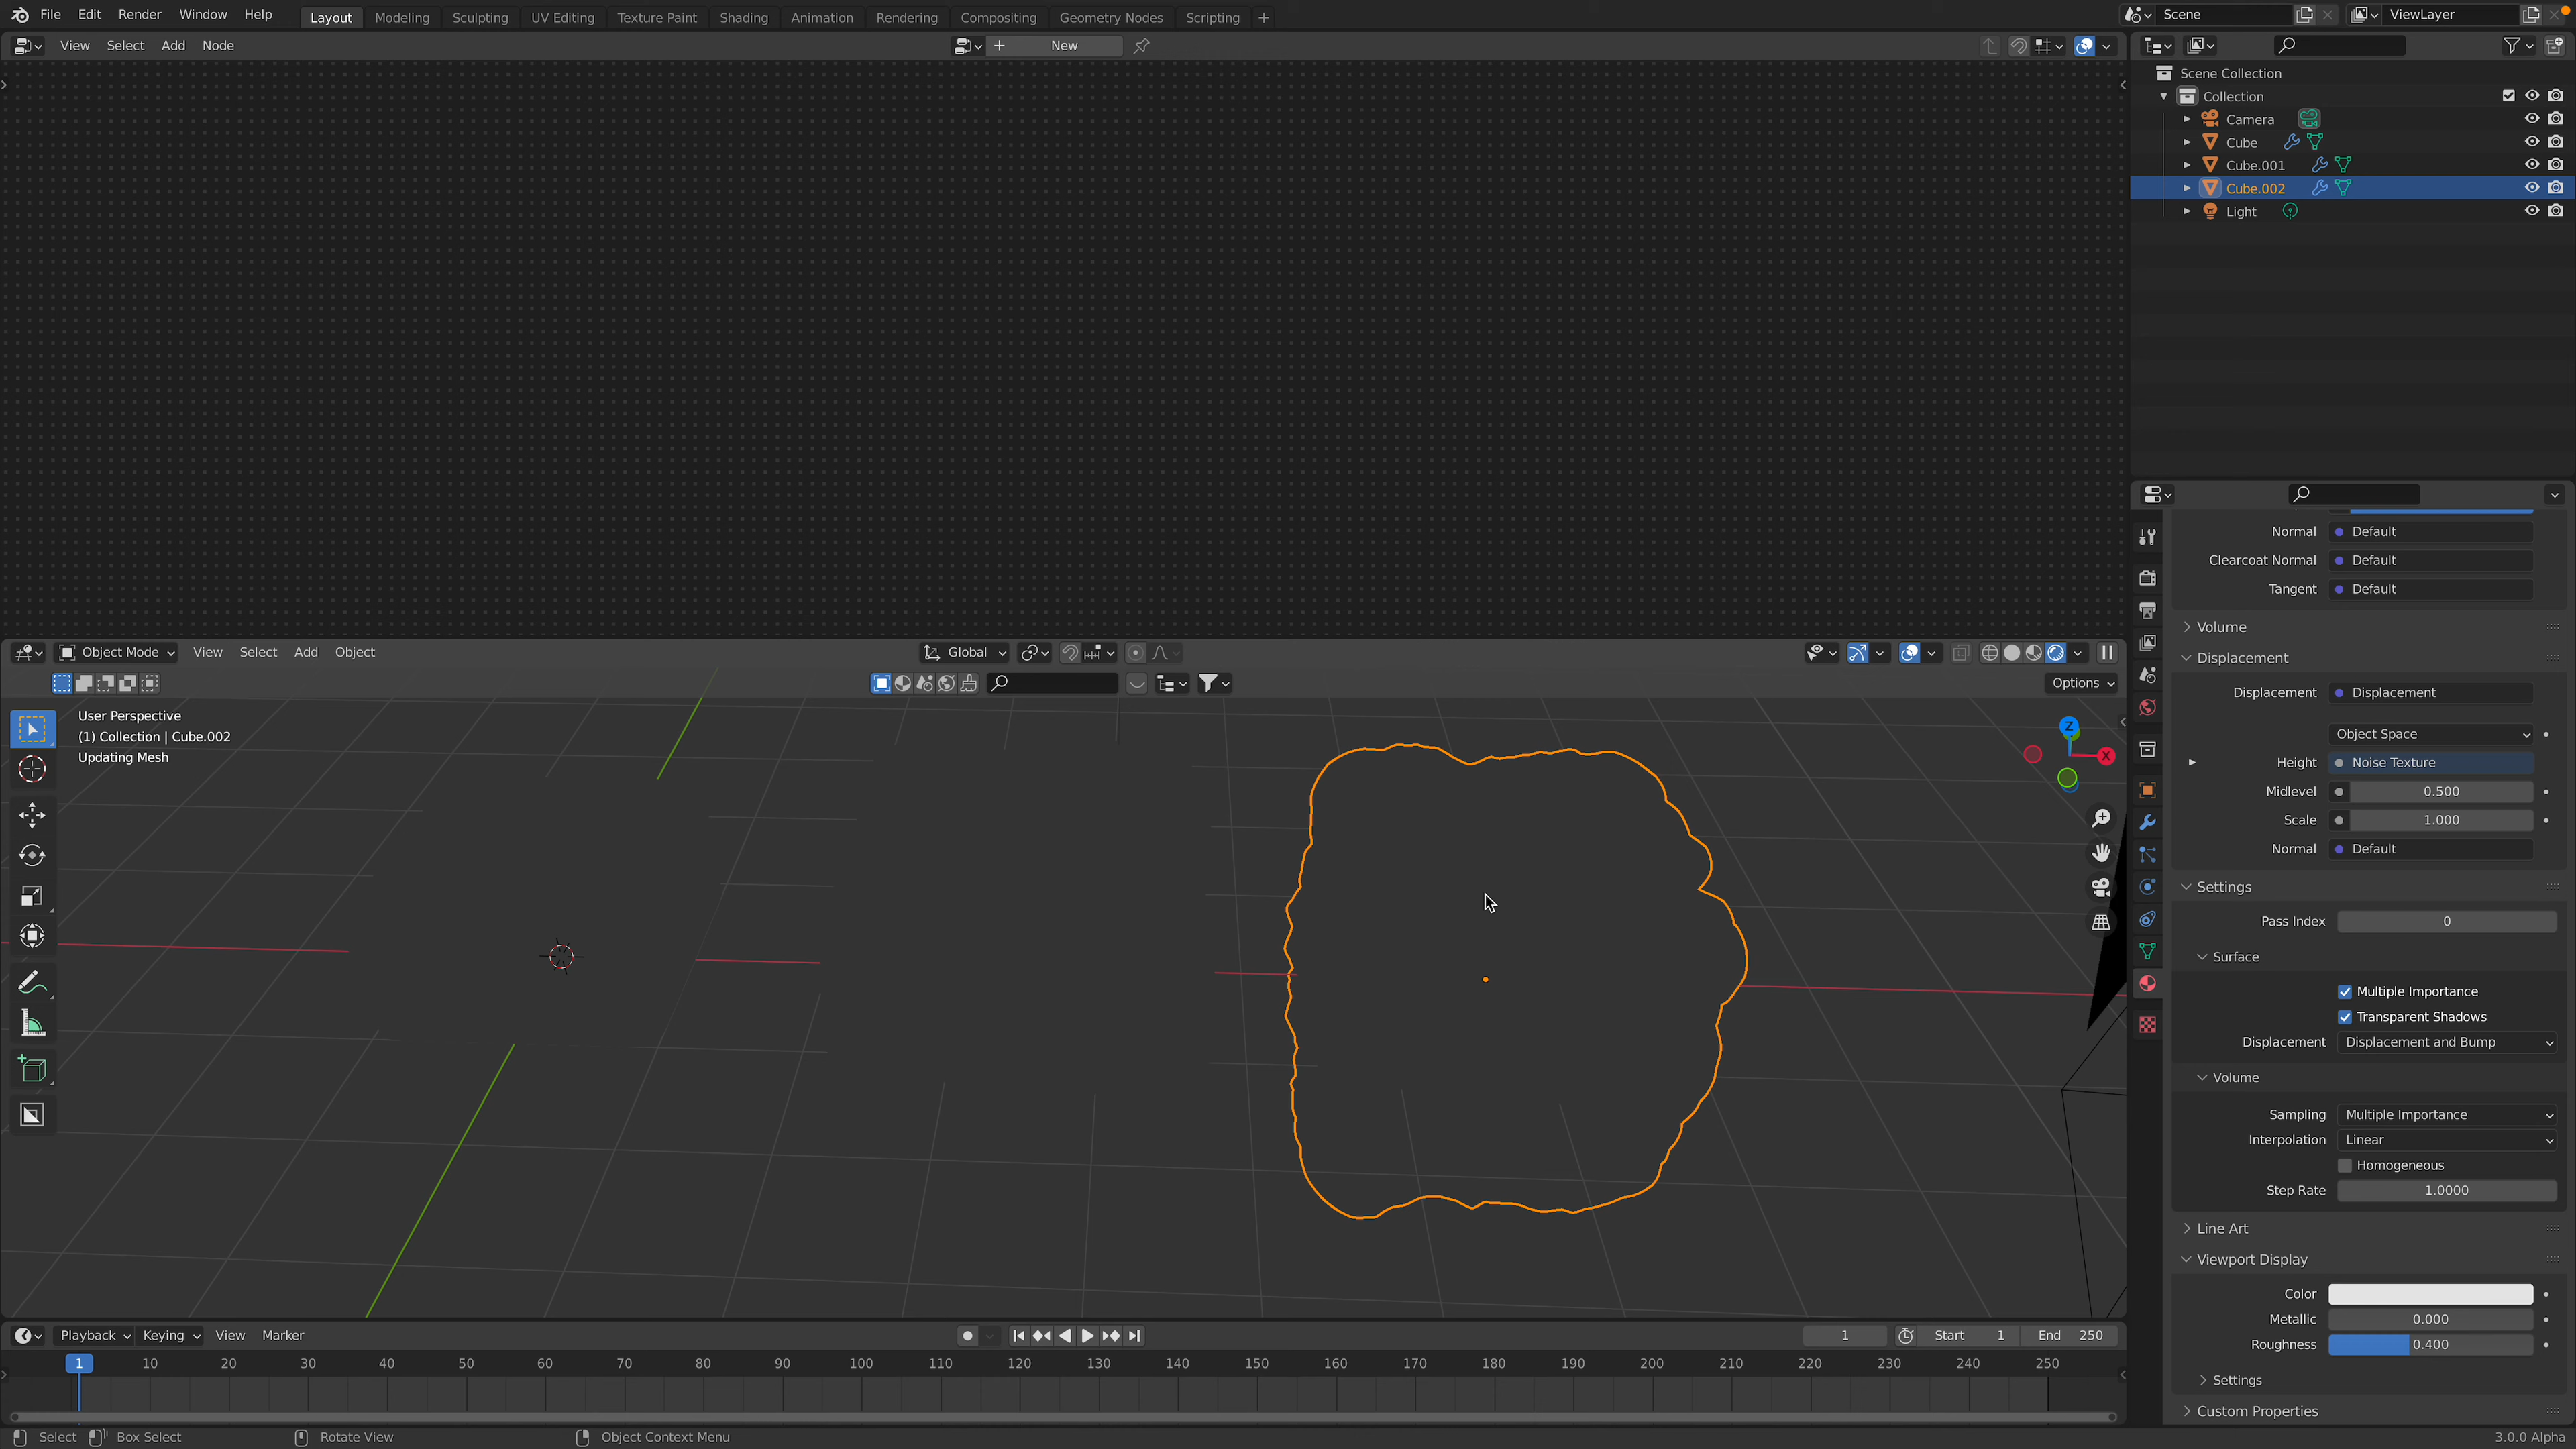 File Edit Render Window Help Layout Modeling Sculpting UV Editing Texture Paint Shading Animation Rendering Compositing Geometry Nodes Scripting + Scene ViewLayer
View Select Add Node + New
Scene Collection
Collection
Camera
Cube
Cube.001
Cube.002
Light
Normal Default
Clearcoat Normal Default
Tangent Default
Volume
Displacement
Displacement Displacement
Object Space
Height Noise Texture
Midlevel 0.500
Scale 1.000
Normal Default
Settings
Pass Index 0
Surface
Multiple Importance
Transparent Shadows
Displacement Displacement and Bump
Volume
Sampling Multiple Importance
Interpolation Linear
Homogeneous
Step Rate 1.0000
Line Art
Viewport Display
Color
Metallic 0.000
Roughness 0.400
Settings
Custom Properties
Object Mode View Select Add Object Global
Options
User Perspective
(1) Collection | Cube.002
Updating Mesh
Z
X
Playback Keying View Marker 1 Start 1 End 250
1 10 20 30 40 50 60 70 80 90 100 110 120 130 140 150 160 170 180 190 200 210 220 230 240 250
Select Box Select Rotate View Object Context Menu 3.0.0 Alpha